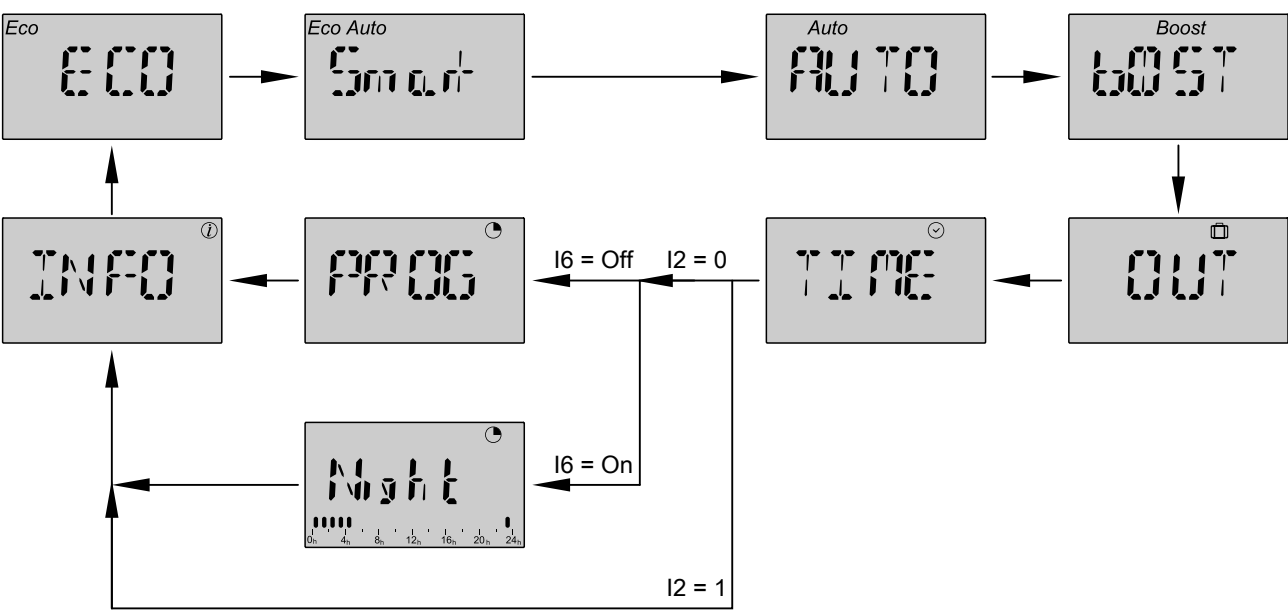 Eco
ECO
Eco Auto
Smart
Auto
AUTO
Boost
bOST
i
INFO
PROG
I6 = Off
I2 = 0
TIME
OUT
Night
0h 4h 8h 12h 16h 20h 24h
I6 = On
I2 = 1